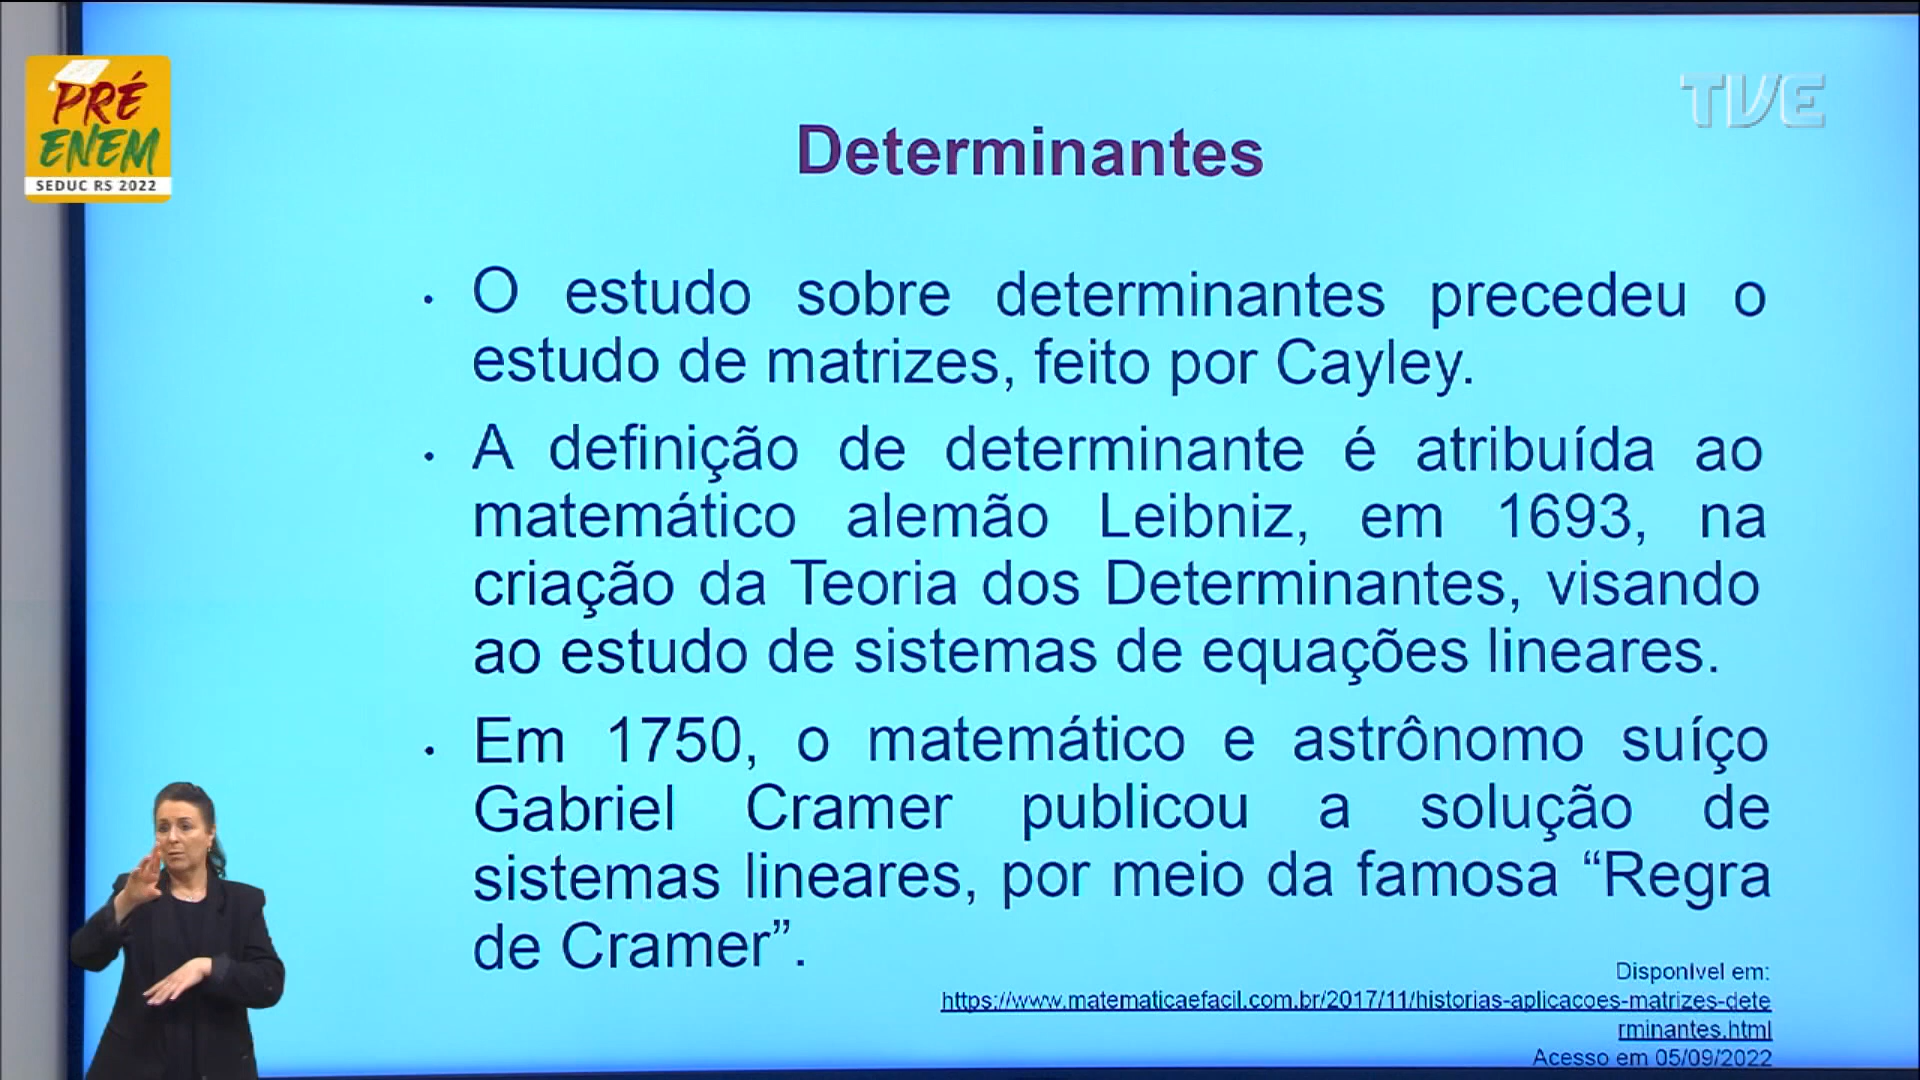 PRÉ
ENEM
SEDUC RS 2022
TVE
Determinantes
• O estudo sobre determinantes precedeu o
estudo de matrizes, feito por Cayley.
• A definição de determinante é atribuída ao
matemático alemão Leibniz, em 1693, na
criação da Teoria dos Determinantes, visando
ao estudo de sistemas de equações lineares.
• Em 1750, o matemático e astrônomo suíço
Gabriel Cramer publicou a solução de
sistemas lineares, por meio da famosa “Regra
de Cramer”.
Disponível em:
https://www.matematicaefacil.com.br/2017/11/historias-aplicacoes-matrizes-dete
rminantes.html
Acesso em 05/09/2022